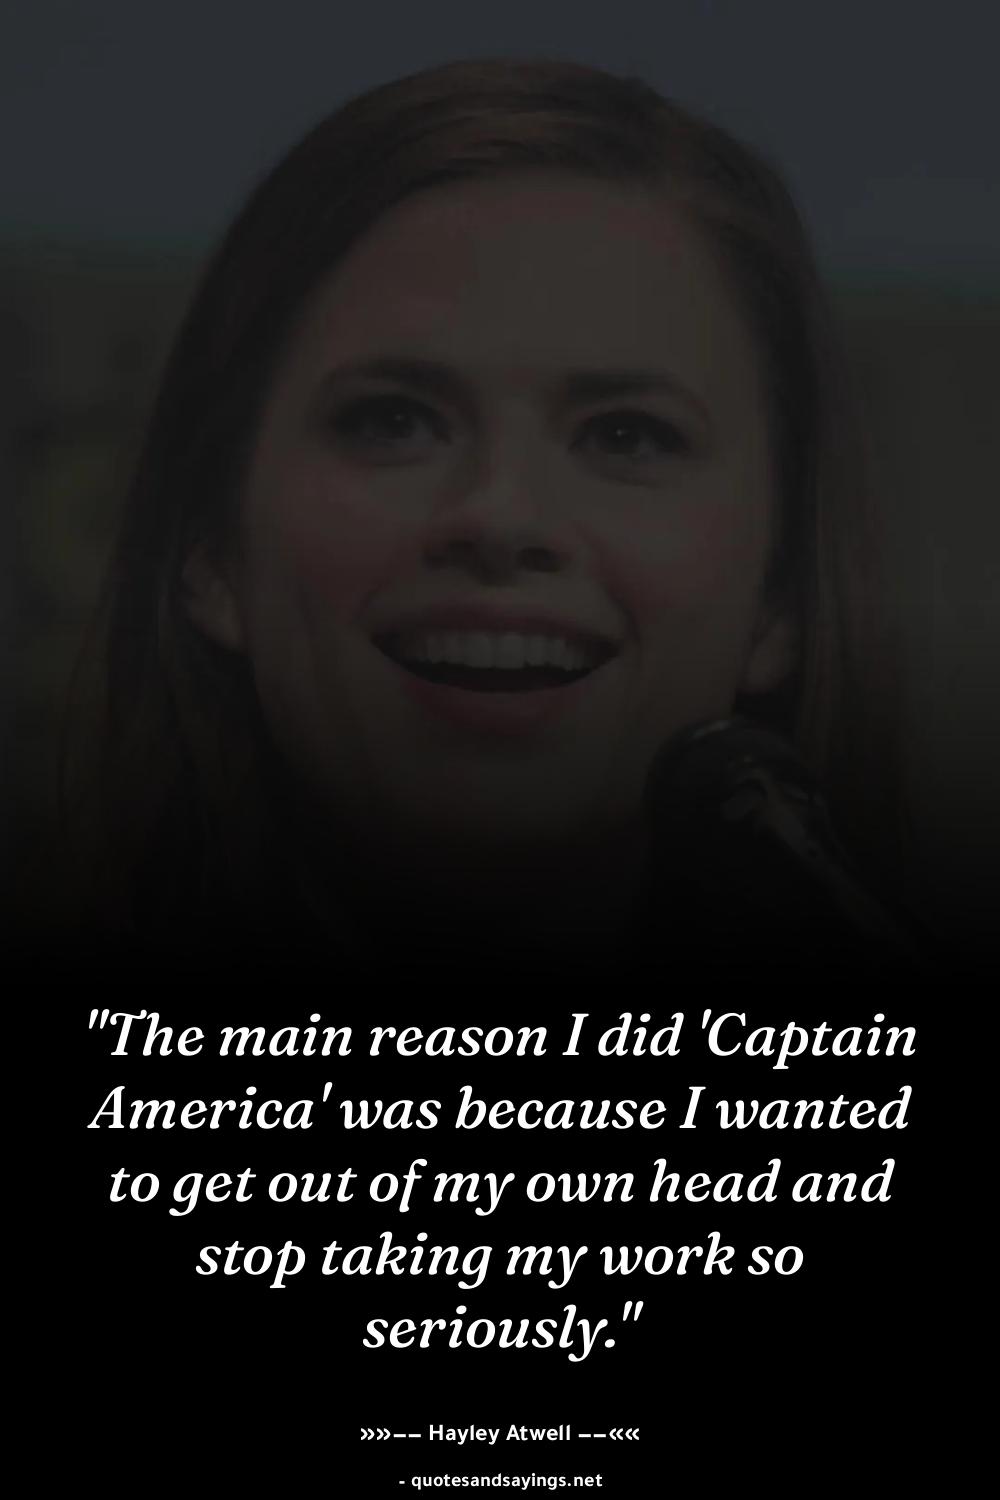 "The main reason I did 'Captain
America' was because I wanted
to get out of my own head and
stop taking my work so
seriously."
»»–– Hayley Atwell ––««
- quotesandsayings.net